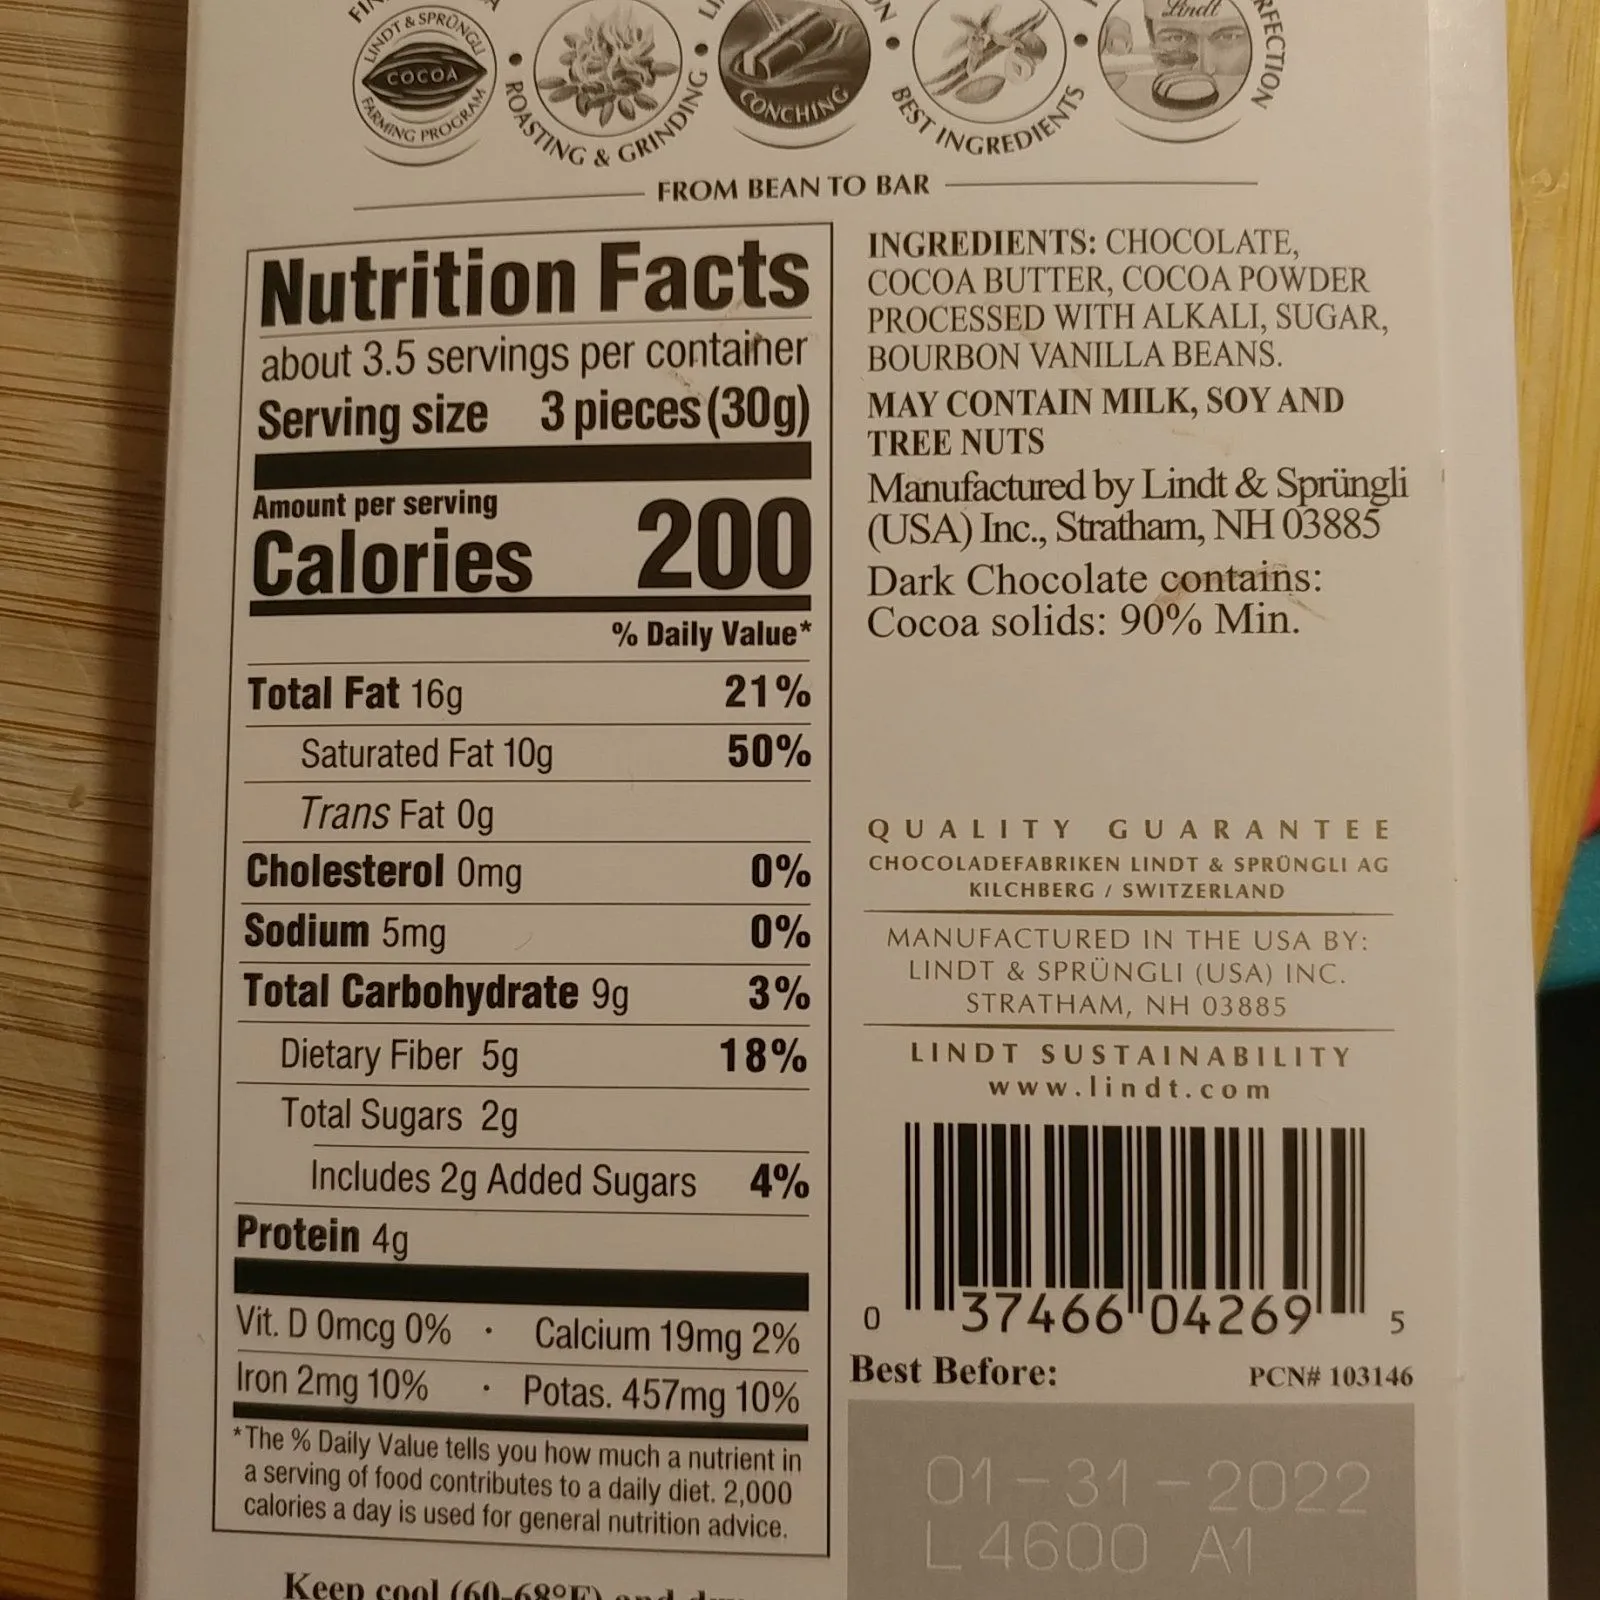 LINDT & SPRÜNGLI
COCOA
FARMING PROGRAM
ROASTING & GRINDING
CONCHING
BEST INGREDIENTS
Lindt
FROM BEAN TO BAR
Nutrition Facts
about 3.5 servings per container
Serving size 3 pieces (30g)
Amount per serving
Calories 200
% Daily Value*
Total Fat 16g 21%
Saturated Fat 10g 50%
Trans Fat 0g
Cholesterol 0mg 0%
Sodium 5mg 0%
Total Carbohydrate 9g 3%
Dietary Fiber 5g 18%
Total Sugars 2g
Includes 2g Added Sugars 4%
Protein 4g
Vit. D 0mcg 0% · Calcium 19mg 2%
Iron 2mg 10% · Potas. 457mg 10%
*The % Daily Value tells you how much a nutrient in
a serving of food contributes to a daily diet. 2,000
calories a day is used for general nutrition advice.
Keep cool (60-68°F) and
INGREDIENTS: CHOCOLATE,
COCOA BUTTER, COCOA POWDER
PROCESSED WITH ALKALI, SUGAR,
BOURBON VANILLA BEANS.
MAY CONTAIN MILK, SOY AND
TREE NUTS
Manufactured by Lindt & Sprüngli
(USA) Inc., Stratham, NH 03885
Dark Chocolate contains:
Cocoa solids: 90% Min.
QUALITY GUARANTEE
CHOCOLADEFABRIKEN LINDT & SPRÜNGLI AG
KILCHBERG / SWITZERLAND
MANUFACTURED IN THE USA BY:
LINDT & SPRÜNGLI (USA) INC.
STRATHAM, NH 03885
LINDT SUSTAINABILITY
www.lindt.com
0 37466 04269 5
Best Before: PCN# 103146
01-31-2022
L4600 A1